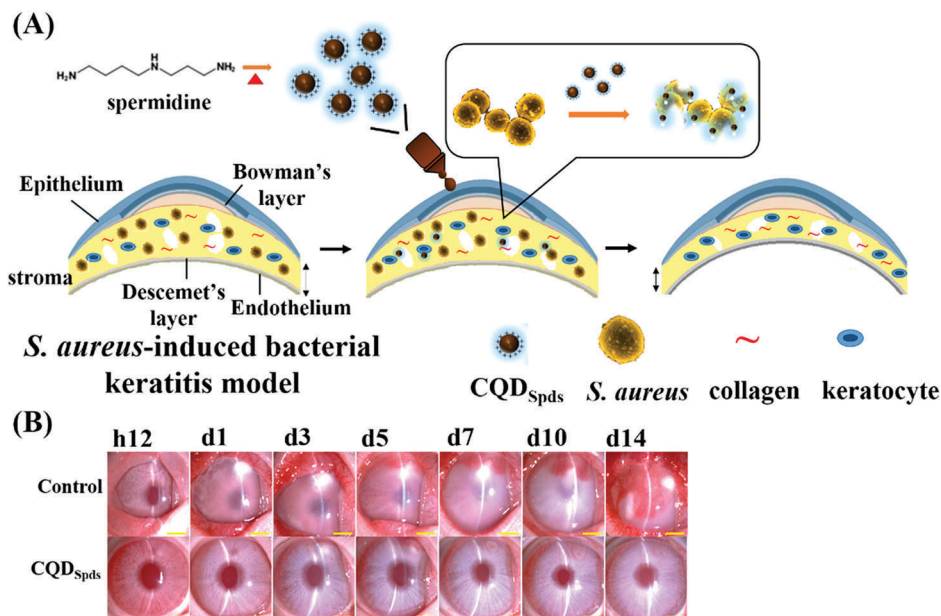 (A)
H₂N
H
N
NH₂
spermidine
Epithelium
Bowman's
layer
stroma
Descemet's
layer
Endothelium
S. aureus-induced bacterial
keratitis model
CQD_Spds
S. aureus
collagen
keratocyte
(B)
h12 d1 d3 d5 d7 d10 d14
Control
CQD_Spds